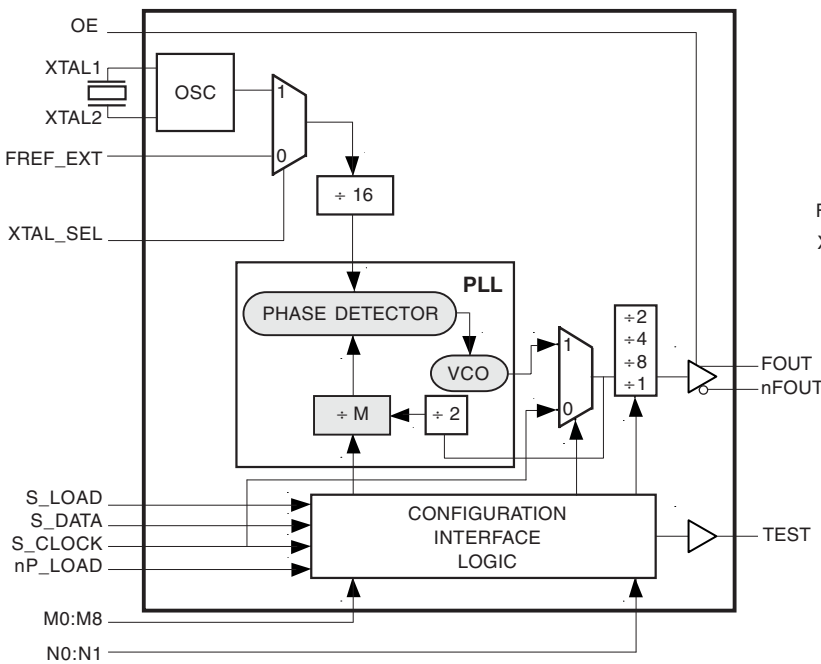 OE
XTAL1
OSC
XTAL2
1
0
FREF_EXT
÷ 16
XTAL_SEL
PLL
PHASE DETECTOR
VCO
1
0
÷2
÷4
÷8
÷1
FOUT
nFOUT
÷ M
÷ 2
S_LOAD
S_DATA
S_CLOCK
nP_LOAD
CONFIGURATION
INTERFACE
LOGIC
TEST
M0:M8
N0:N1